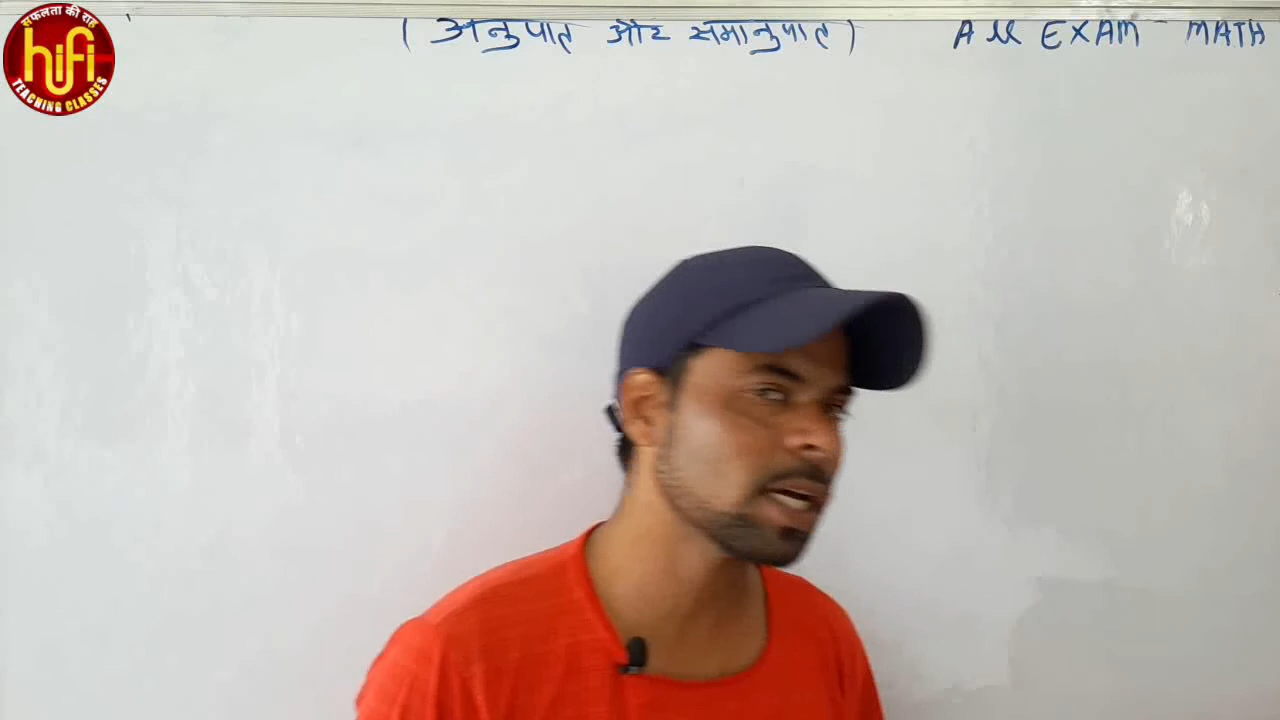 सफलता की राह
hifi
TEACHING CLASSES
( अनुपात और समानुपात ) All EXAM - MATH